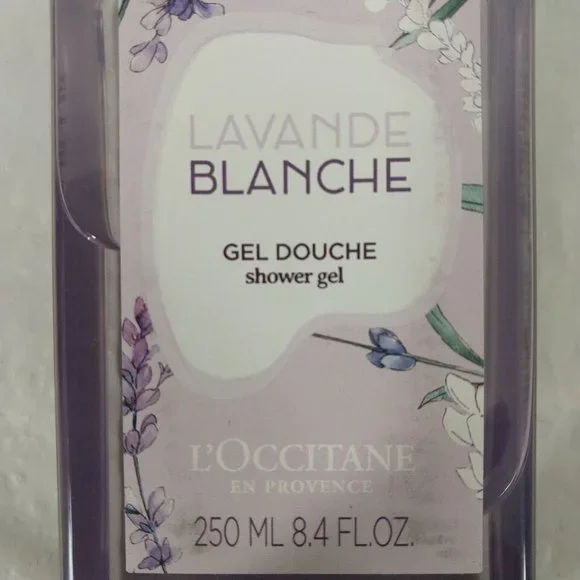 LAVANDE
BLANCHE
GEL DOUCHE
shower gel
L'OCCITANE
EN PROVENCE
250 ML 8.4 FL.OZ.